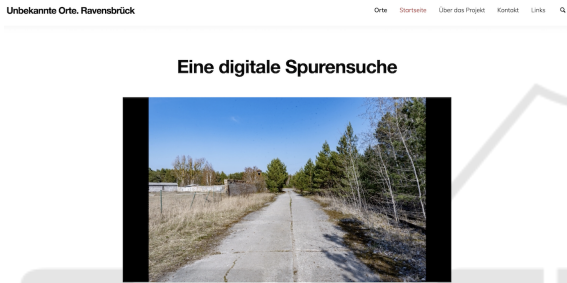 Unbekannte Orte. Ravensbrück
Orte Startseite Über das Projekt Kontakt Links
Eine digitale Spurensuche